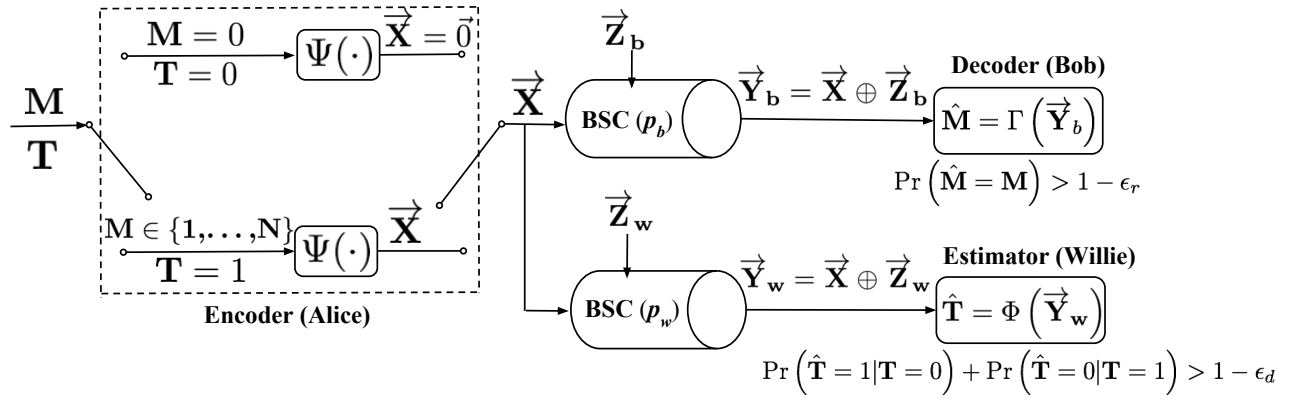 M
T
M = 0
T = 0
Ψ(·)
X⃗ = 0⃗
M ∈ {1,...,N}
T = 1
Ψ(·)
X⃗
Encoder (Alice)
X⃗
Z⃗_b
BSC (p_b)
Y⃗_b = X⃗ ⊕ Z⃗_b
Decoder (Bob)
M̂ = Γ(Y⃗_b)
Pr(M̂ = M) > 1 − ϵ_r
Z⃗_w
BSC (p_w)
Y⃗_w = X⃗ ⊕ Z⃗_w
Estimator (Willie)
T̂ = Φ(Y⃗_w)
Pr(T̂ = 1|T = 0) + Pr(T̂ = 0|T = 1) > 1 − ϵ_d